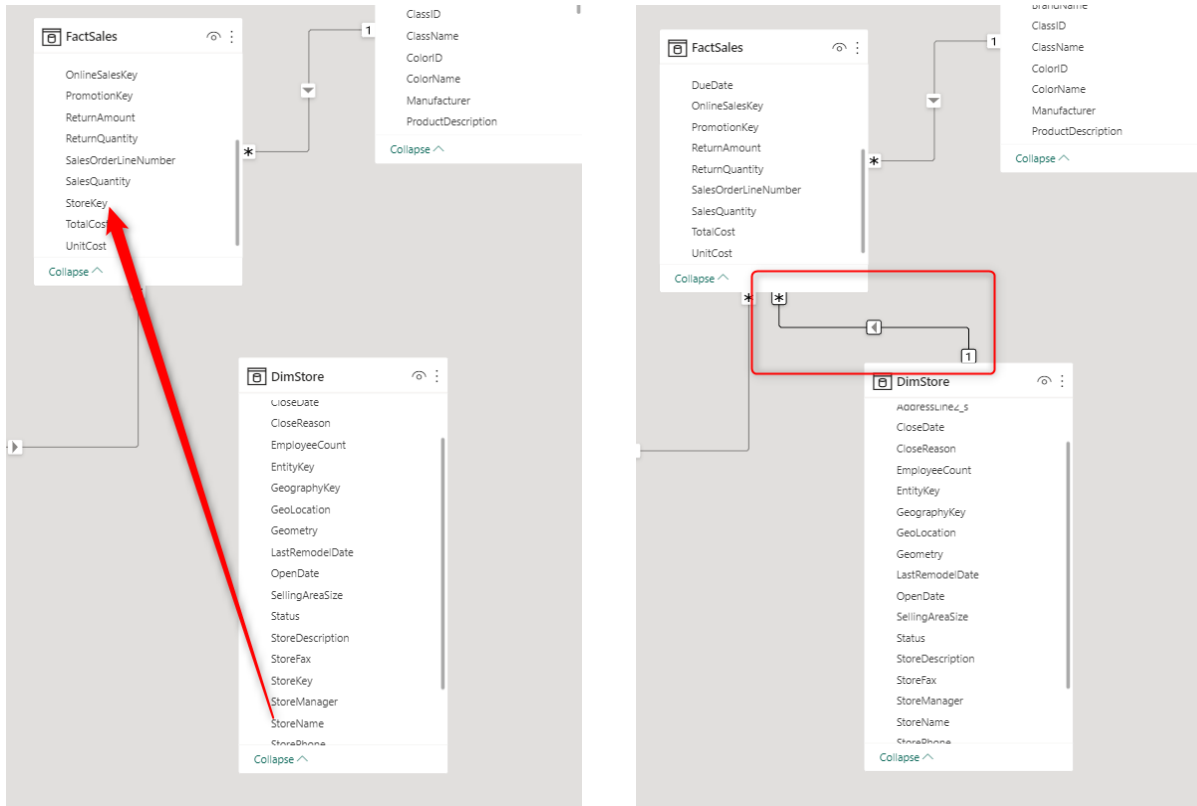 FactSales
OnlineSalesKey
PromotionKey
ReturnAmount
ReturnQuantity
SalesOrderLineNumber
SalesQuantity
StoreKey
TotalCost
UnitCost
Collapse
*
1
ClassID
ClassName
ColorID
ColorName
Manufacturer
ProductDescription
Collapse
DimStore
CloseDate
CloseReason
EmployeeCount
EntityKey
GeographyKey
GeoLocation
Geometry
LastRemodelDate
OpenDate
SellingAreaSize
Status
StoreDescription
StoreFax
StoreKey
StoreManager
StoreName
StorePhone
Collapse
FactSales
DueDate
OnlineSalesKey
PromotionKey
ReturnAmount
ReturnQuantity
SalesOrderLineNumber
SalesQuantity
TotalCost
UnitCost
Collapse
*
1
BrandName
ClassID
ClassName
ColorID
ColorName
Manufacturer
ProductDescription
Collapse
* *
1
DimStore
AddressLine2_s
CloseDate
CloseReason
EmployeeCount
EntityKey
GeographyKey
GeoLocation
Geometry
LastRemodelDate
OpenDate
SellingAreaSize
Status
StoreDescription
StoreFax
StoreManager
StoreName
StorePhone
Collapse